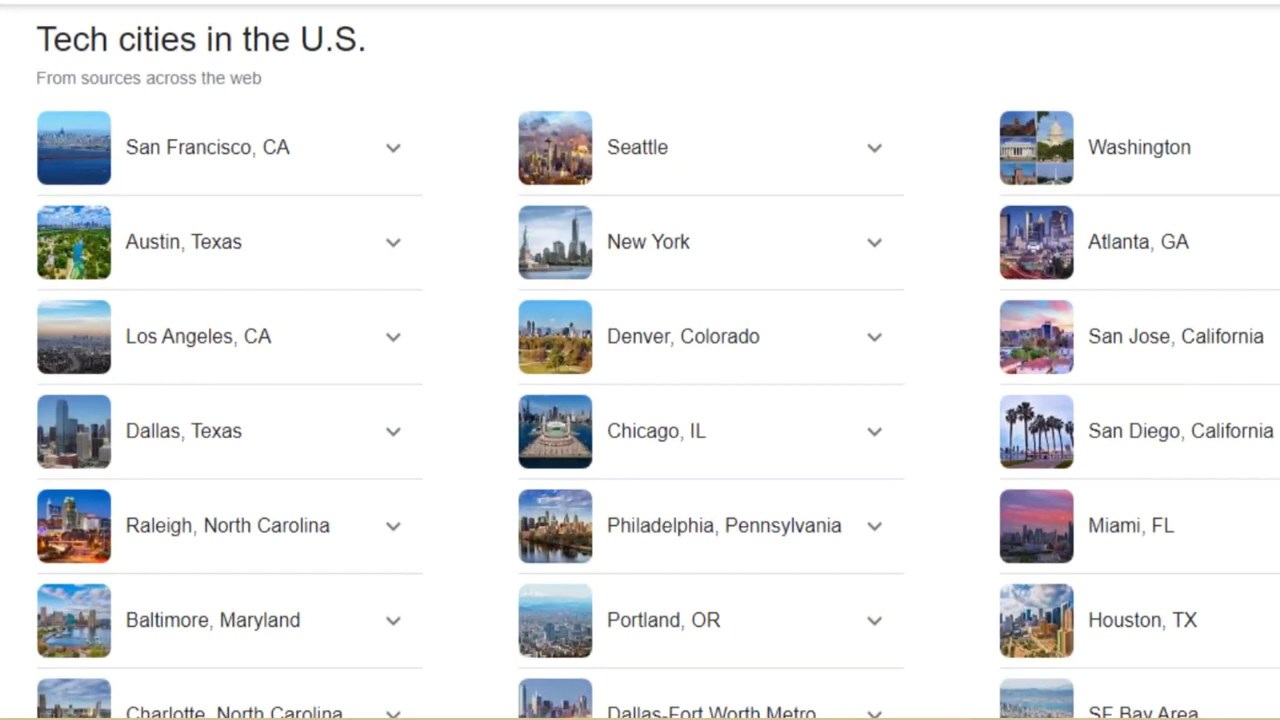 Tech cities in the U.S.
From sources across the web
San Francisco, CA
Seattle
Washington
Austin, Texas
New York
Atlanta, GA
Los Angeles, CA
Denver, Colorado
San Jose, California
Dallas, Texas
Chicago, IL
San Diego, California
Raleigh, North Carolina
Philadelphia, Pennsylvania
Miami, FL
Baltimore, Maryland
Portland, OR
Houston, TX
Charlotte, North Carolina
Dallas-Fort Worth Metro
SF Bay Area